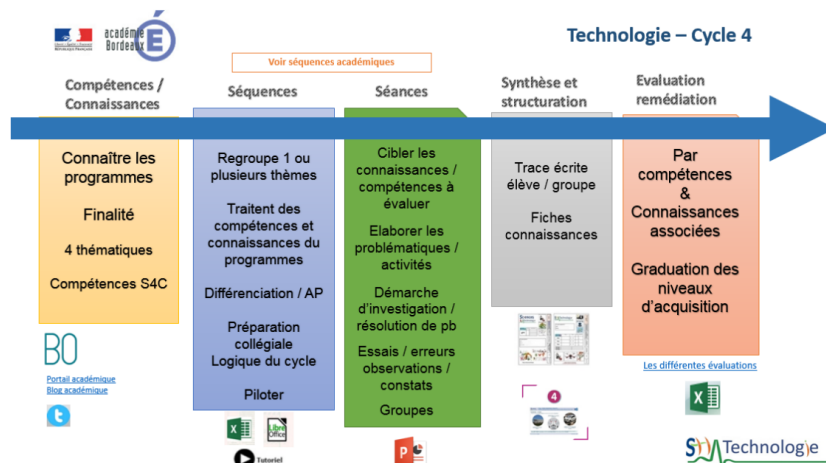 académie
Bordeaux
Technologie – Cycle 4
Voir séquences académiques
Compétences /
Connaissances
Séquences
Séances
Synthèse et
structuration
Evaluation
remédiation
Connaître les
programmes
Finalité
4 thématiques
Compétences S4C
Regroupe 1 ou
plusieurs thèmes
Traitent des
compétences et
connaissances du
programmes
Différenciation / AP
Préparation
collégiale
Logique du cycle
Piloter
Cibler les
connaissances /
compétences à
évaluer
Elaborer les
problématiques /
activités
Démarche
d'investigation /
résolution de pb
Essais / erreurs
observations /
constats
Groupes
Trace écrite
élève / groupe
Fiches
connaissances
Par
compétences
&
Connaissances
associées
Graduation des
niveaux
d'acquisition
BO
Portail académique
Blog académique
Libre
Office
Tutoriel
4
Les différentes évaluations
Technologie